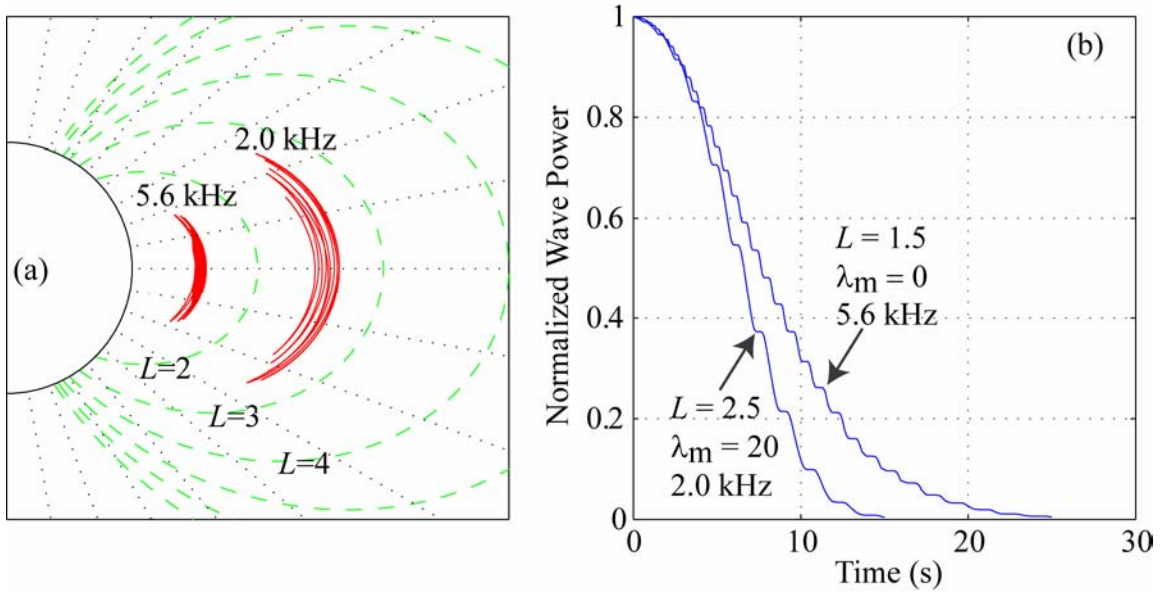 (a)
2.0 kHz
5.6 kHz
L=2
L=3
L=4
(b)
Normalized Wave Power
1
0.8
0.6
0.4
0.2
0
0
10
20
30
Time (s)
L = 1.5
λm = 0
5.6 kHz
L = 2.5
λm = 20
2.0 kHz